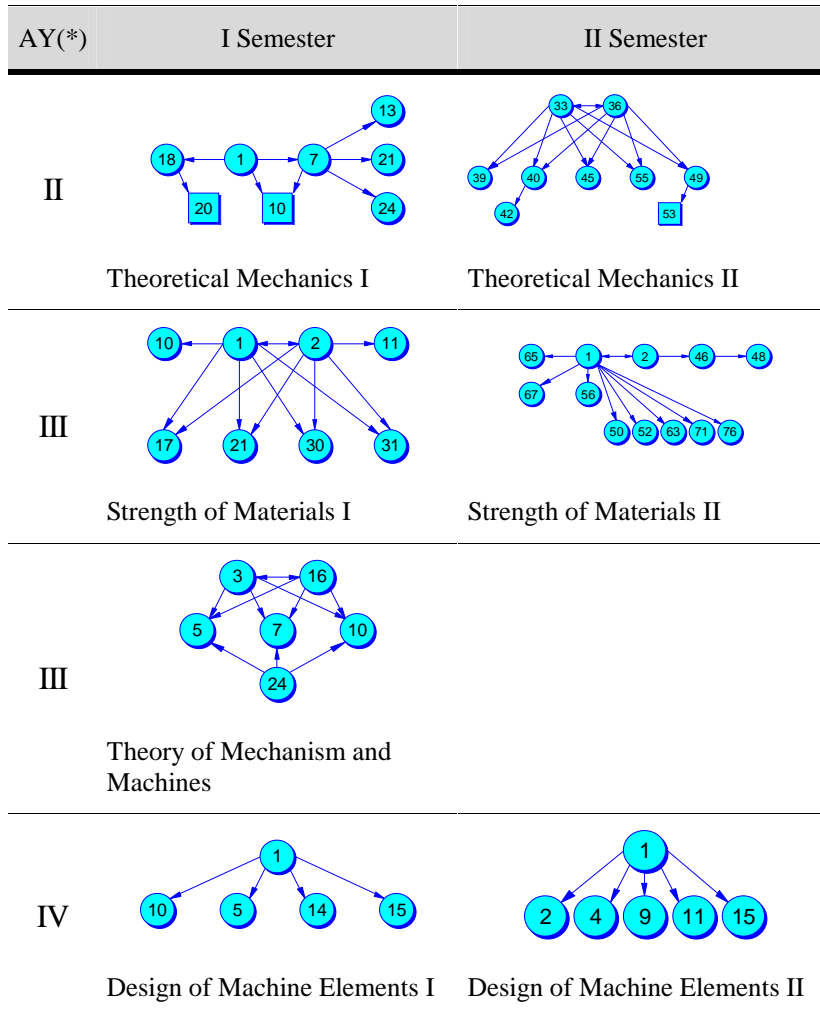 AY(*) I Semester II Semester
13
33 36
18 1 7 21
39 40 45 55 49
II
20 10 24
42 53
Theoretical Mechanics I Theoretical Mechanics II
10 1 2 11
65 1 2 46 48
67 56
III
17 21 30 31
50 52 63 71 76
Strength of Materials I Strength of Materials II
3 16
5 7 10
III
24
Theory of Mechanism and
Machines
1
1
10 5 14 15
2 4 9 11 15
IV
Design of Machine Elements I Design of Machine Elements II